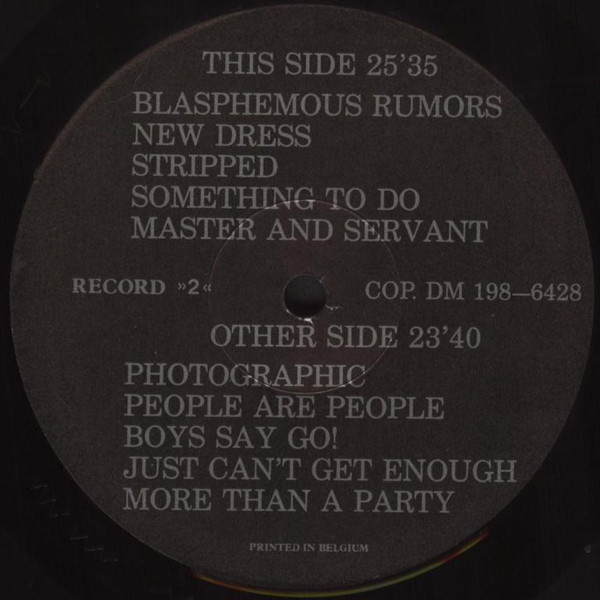 THIS SIDE 25'35
BLASPHEMOUS RUMORS
NEW DRESS
STRIPPED
SOMETHING TO DO
MASTER AND SERVANT
RECORD »2« COP. DM 198—6428
OTHER SIDE 23'40
PHOTOGRAPHIC
PEOPLE ARE PEOPLE
BOYS SAY GO!
JUST CAN'T GET ENOUGH
MORE THAN A PARTY
PRINTED IN BELGIUM